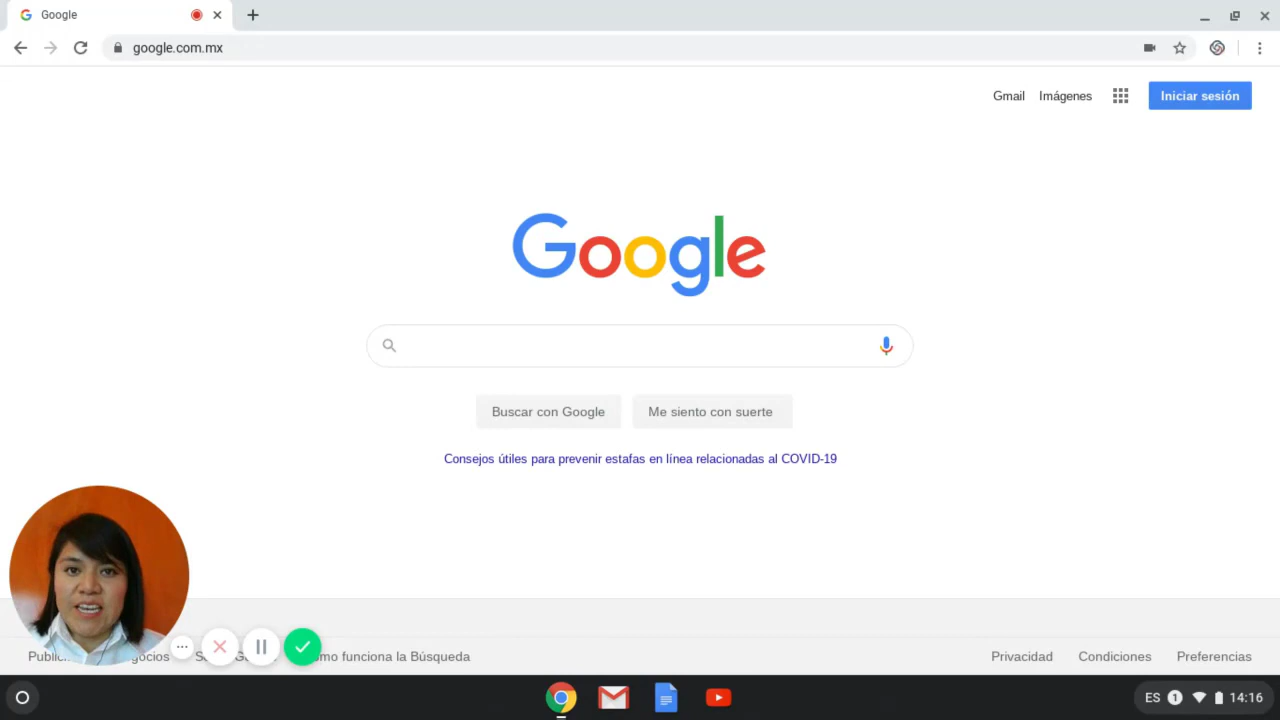 Google
google.com.mx
Gmail Imágenes Iniciar sesión
Google
Buscar con Google Me siento con suerte
Consejos útiles para prevenir estafas en línea relacionadas al COVID-19
funciona la Búsqueda Privacidad Condiciones Preferencias
ES 1 14:16